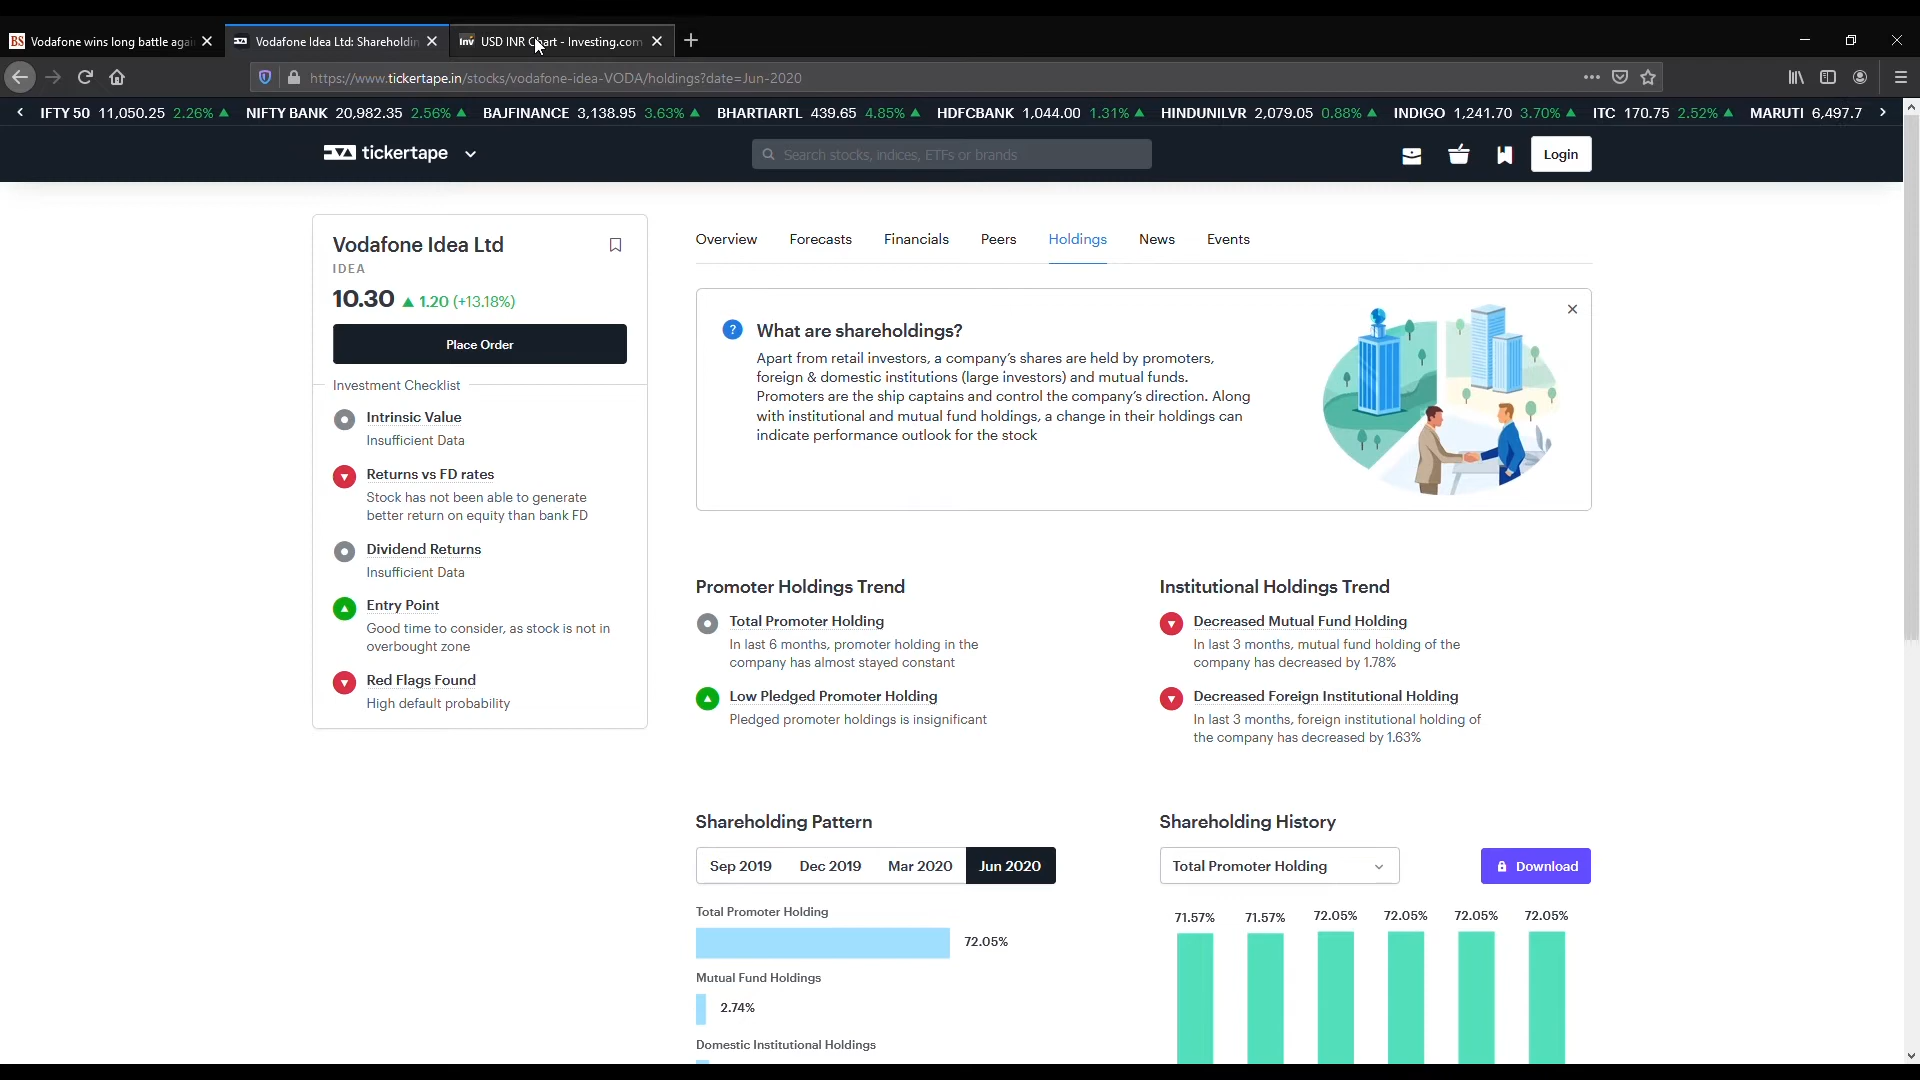 BS Vodafone wins long battle agai
Vodafone Idea Ltd: Shareholdin
Inv USD INR Chart - Investing.com
https://www.tickertape.in/stocks/vodafone-idea-VODA/holdings?date=Jun-2020
IFTY 50 11,050.25 2.26% NIFTY BANK 20,982.35 2.56% BAJFINANCE 3,138.95 3.63% BHARTIARTL 439.65 4.85% HDFCBANK 1,044.00 1.31% HINDUNILVR 2,079.05 0.88% INDIGO 1,241.70 3.70% ITC 170.75 2.52% MARUTI 6,497.7
tickertape
Search stocks, indices, ETFs or brands
Login
Vodafone Idea Ltd
IDEA
10.30 1.20 (+13.18%)
Place Order
Investment Checklist
Intrinsic Value
Insufficient Data
Returns vs FD rates
Stock has not been able to generate
better return on equity than bank FD
Dividend Returns
Insufficient Data
Entry Point
Good time to consider, as stock is not in
overbought zone
Red Flags Found
High default probability
Overview Forecasts Financials Peers Holdings News Events
? What are shareholdings?
Apart from retail investors, a company's shares are held by promoters,
foreign & domestic institutions (large investors) and mutual funds.
Promoters are the ship captains and control the company's direction. Along
with institutional and mutual fund holdings, a change in their holdings can
indicate performance outlook for the stock
Promoter Holdings Trend
Total Promoter Holding
In last 6 months, promoter holding in the
company has almost stayed constant
Low Pledged Promoter Holding
Pledged promoter holdings is insignificant
Institutional Holdings Trend
Decreased Mutual Fund Holding
In last 3 months, mutual fund holding of the
company has decreased by 1.78%
Decreased Foreign Institutional Holding
In last 3 months, foreign institutional holding of
the company has decreased by 1.63%
Shareholding Pattern
Sep 2019 Dec 2019 Mar 2020 Jun 2020
Total Promoter Holding
72.05%
Mutual Fund Holdings
2.74%
Domestic Institutional Holdings
Shareholding History
Total Promoter Holding
Download
71.57% 71.57% 72.05% 72.05% 72.05% 72.05%